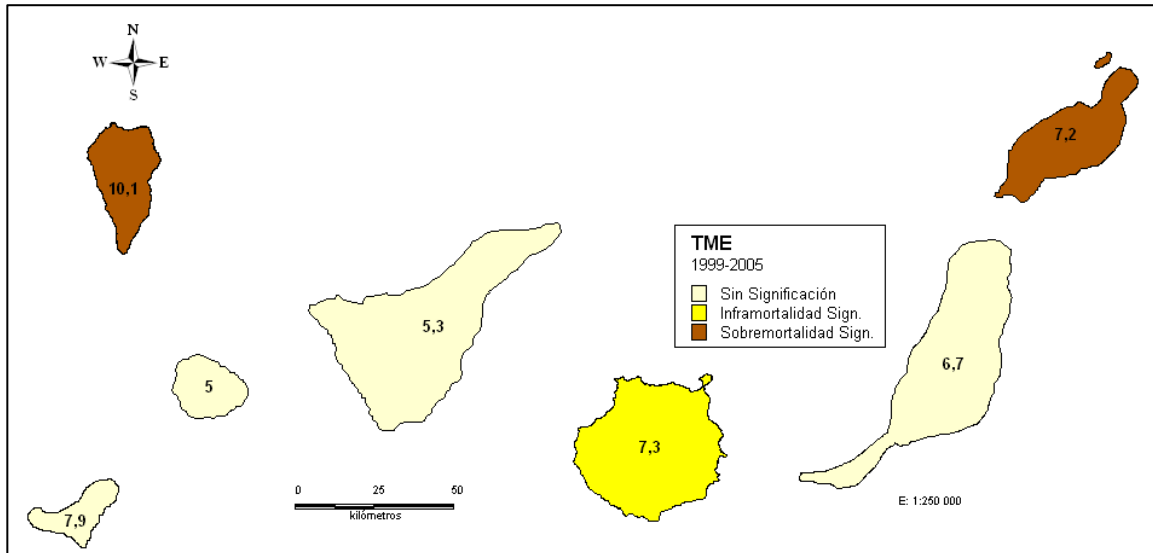 N
W E
S
10,1
7,2
TME
1999-2005
Sin Significación
Inframortalidad Sign.
Sobremortalidad Sign.
5,3
5
6,7
7,3
7,9
0 25 50
kilómetros
E: 1:250 000